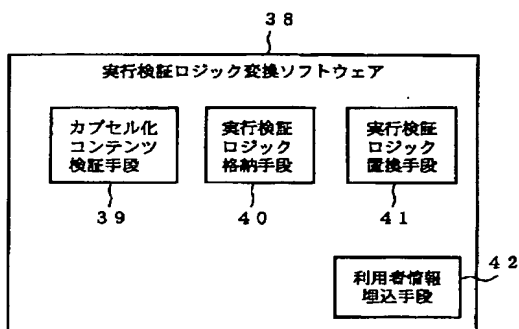 38
実行検証ロジック変換ソフトウェア
カプセル化
コンテンツ
検証手段
39
実行検証
ロジック
格納手段
40
実行検証
ロジック
置換手段
41
利用者情報
埋込手段
42